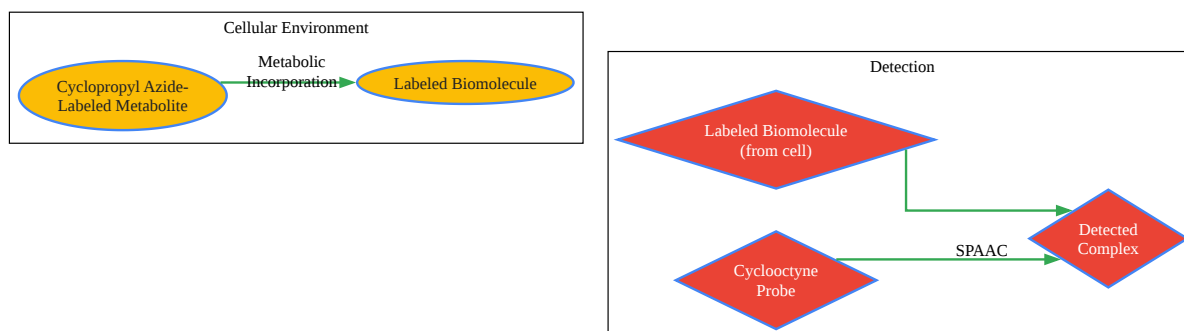 Cellular Environment
Metabolic
Incorporation
Cyclopropyl Azide-
Labeled Metabolite
Labeled Biomolecule
Detection
Labeled Biomolecule
(from cell)
Cyclooctyne
Probe
SPAAC
Detected
Complex